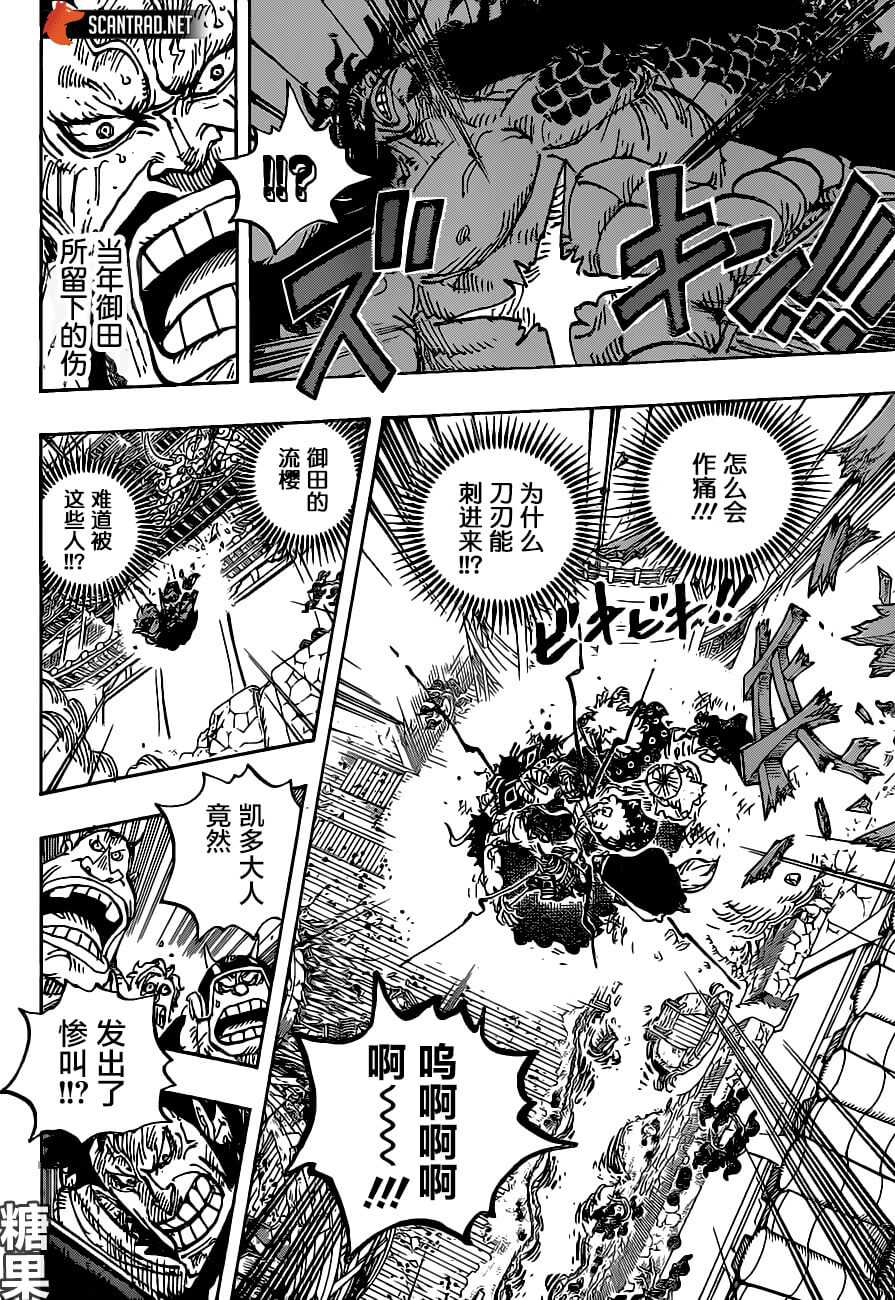 SCANTRAD.NET
!!?
ズキン!!!
当年御田
所留下的伤
怎么会
作痛!!!
为什么
刀刃能
刺进来!!?
ビキビキ!!
御田的
流樱
难道被
这些人!!?
呜啊啊啊
啊~~~!!!
凯多大人
竟然
发出了
惨叫!!?
糖果